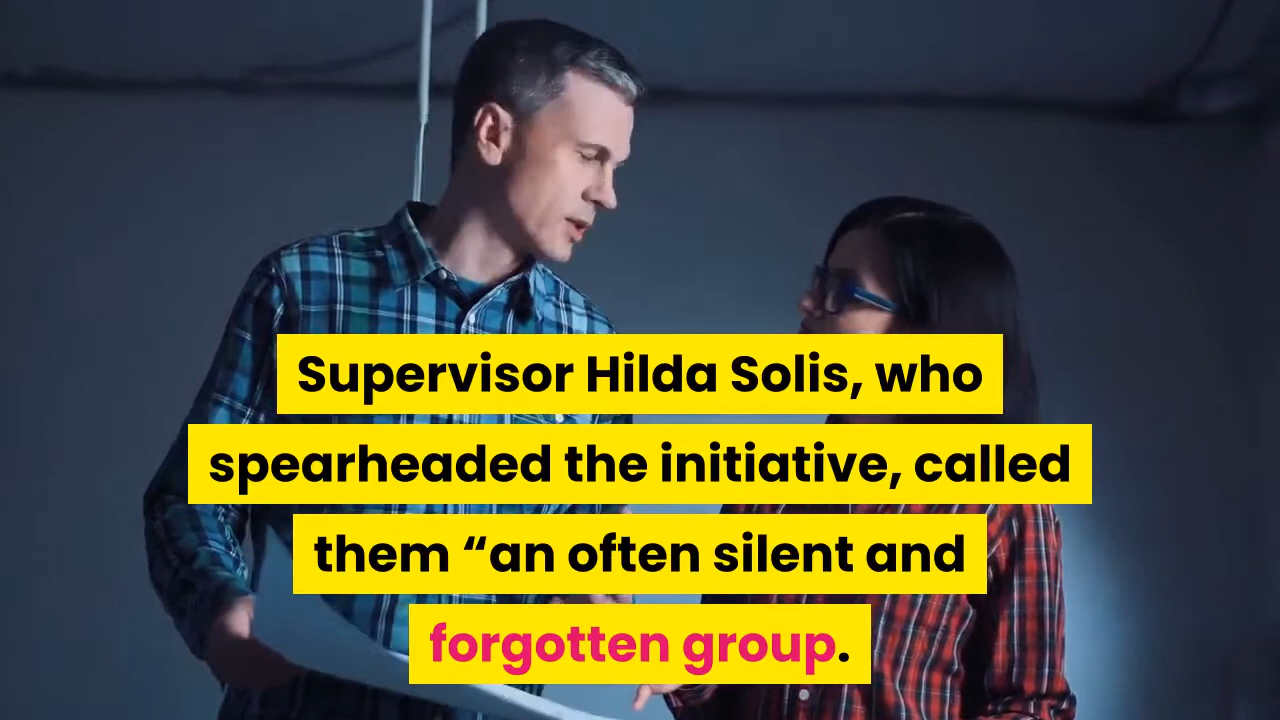 Supervisor Hilda Solis, who
spearheaded the initiative, called
them “an often silent and
forgotten group.